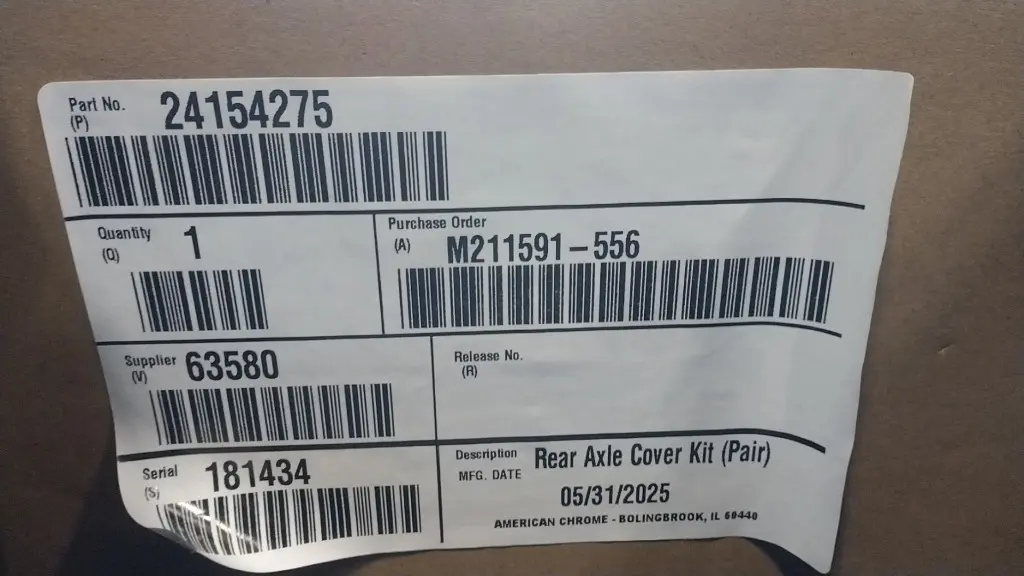 Part No.
(P)
24154275
Quantity
(Q)
1
Purchase Order
(A)
M211591-556
Supplier
(V)
63580
Release No.
(R)
Serial
(S)
181434
Description
Rear Axle Cover Kit (Pair)
MFG. DATE
05/31/2025
AMERICAN CHROME - BOLINGBROOK, IL 60440